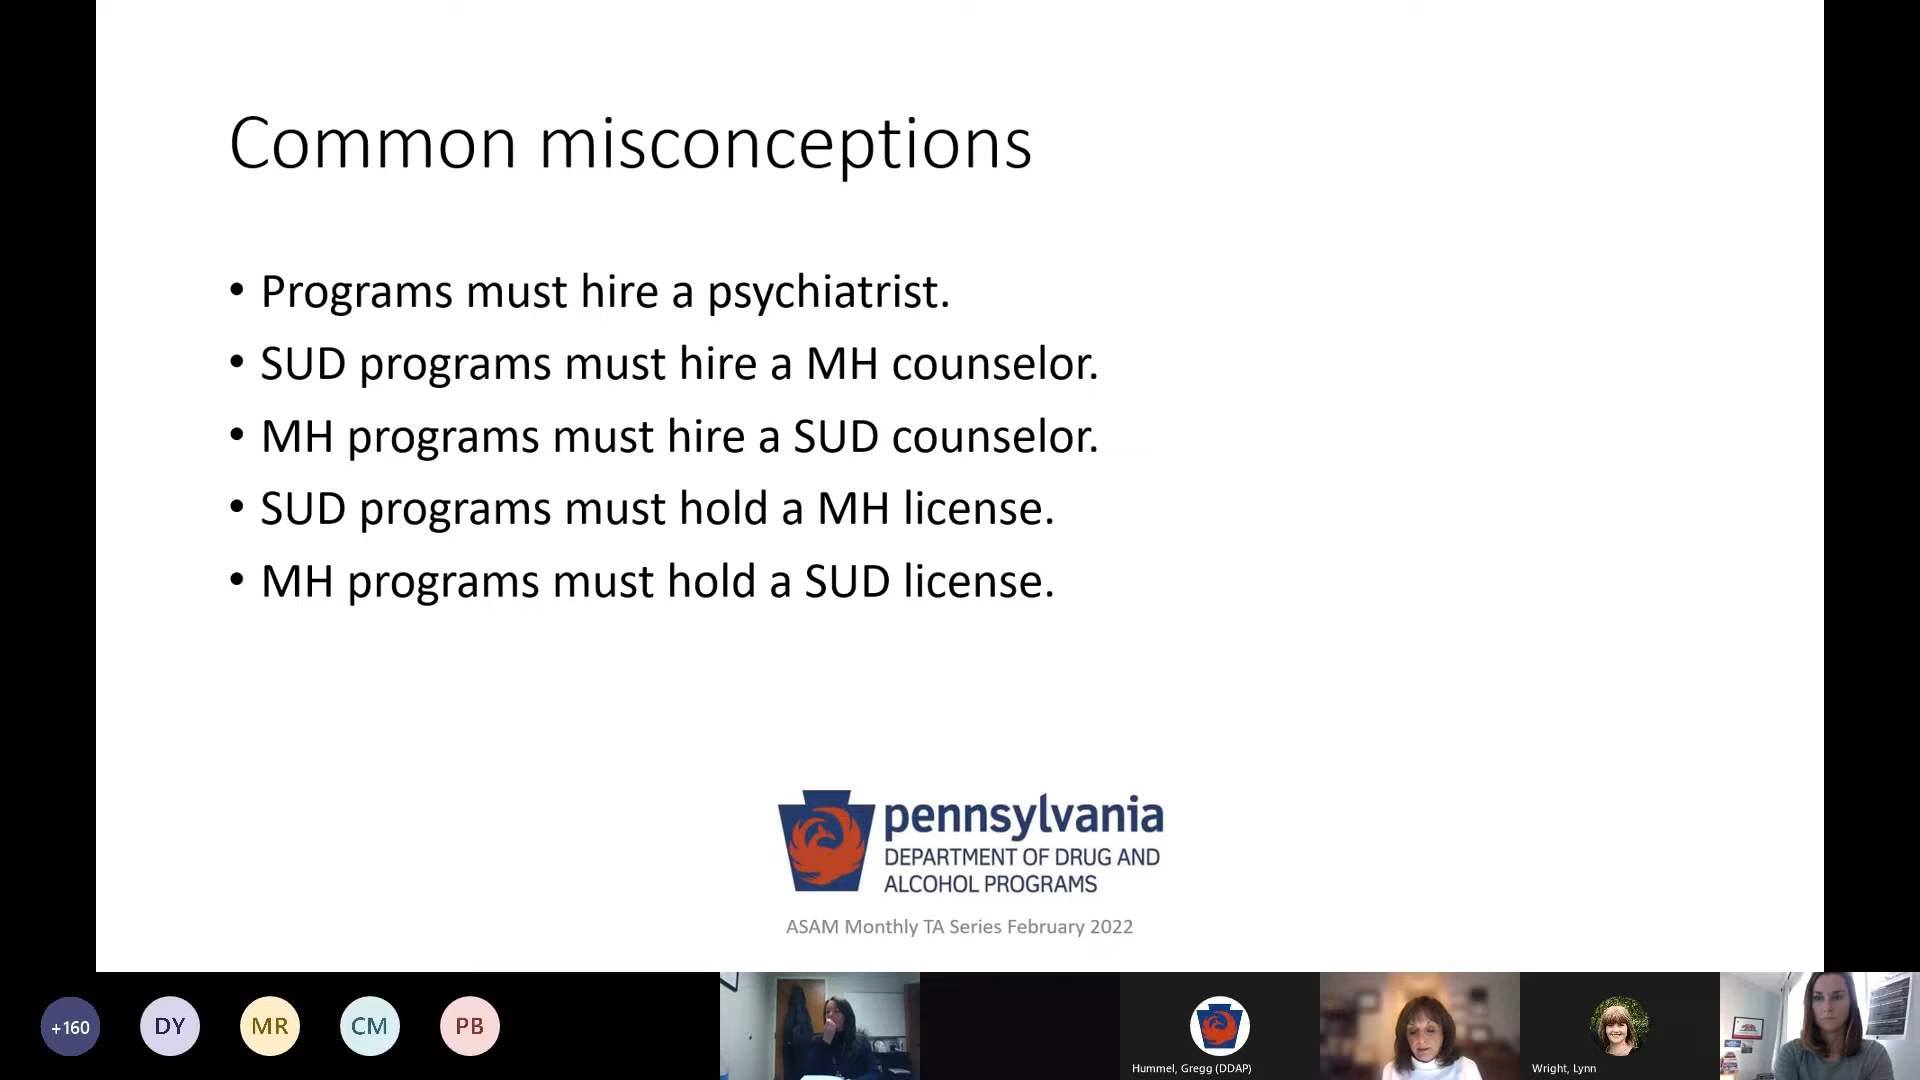 Common misconceptions
• Programs must hire a psychiatrist.
• SUD programs must hire a MH counselor.
• MH programs must hire a SUD counselor.
• SUD programs must hold a MH license.
• MH programs must hold a SUD license.
pennsylvania
DEPARTMENT OF DRUG AND
ALCOHOL PROGRAMS
ASAM Monthly TA Series February 2022
+160
DY
MR
CM
PB
Hummel, Gregg (DDAP)
Wright, Lynn